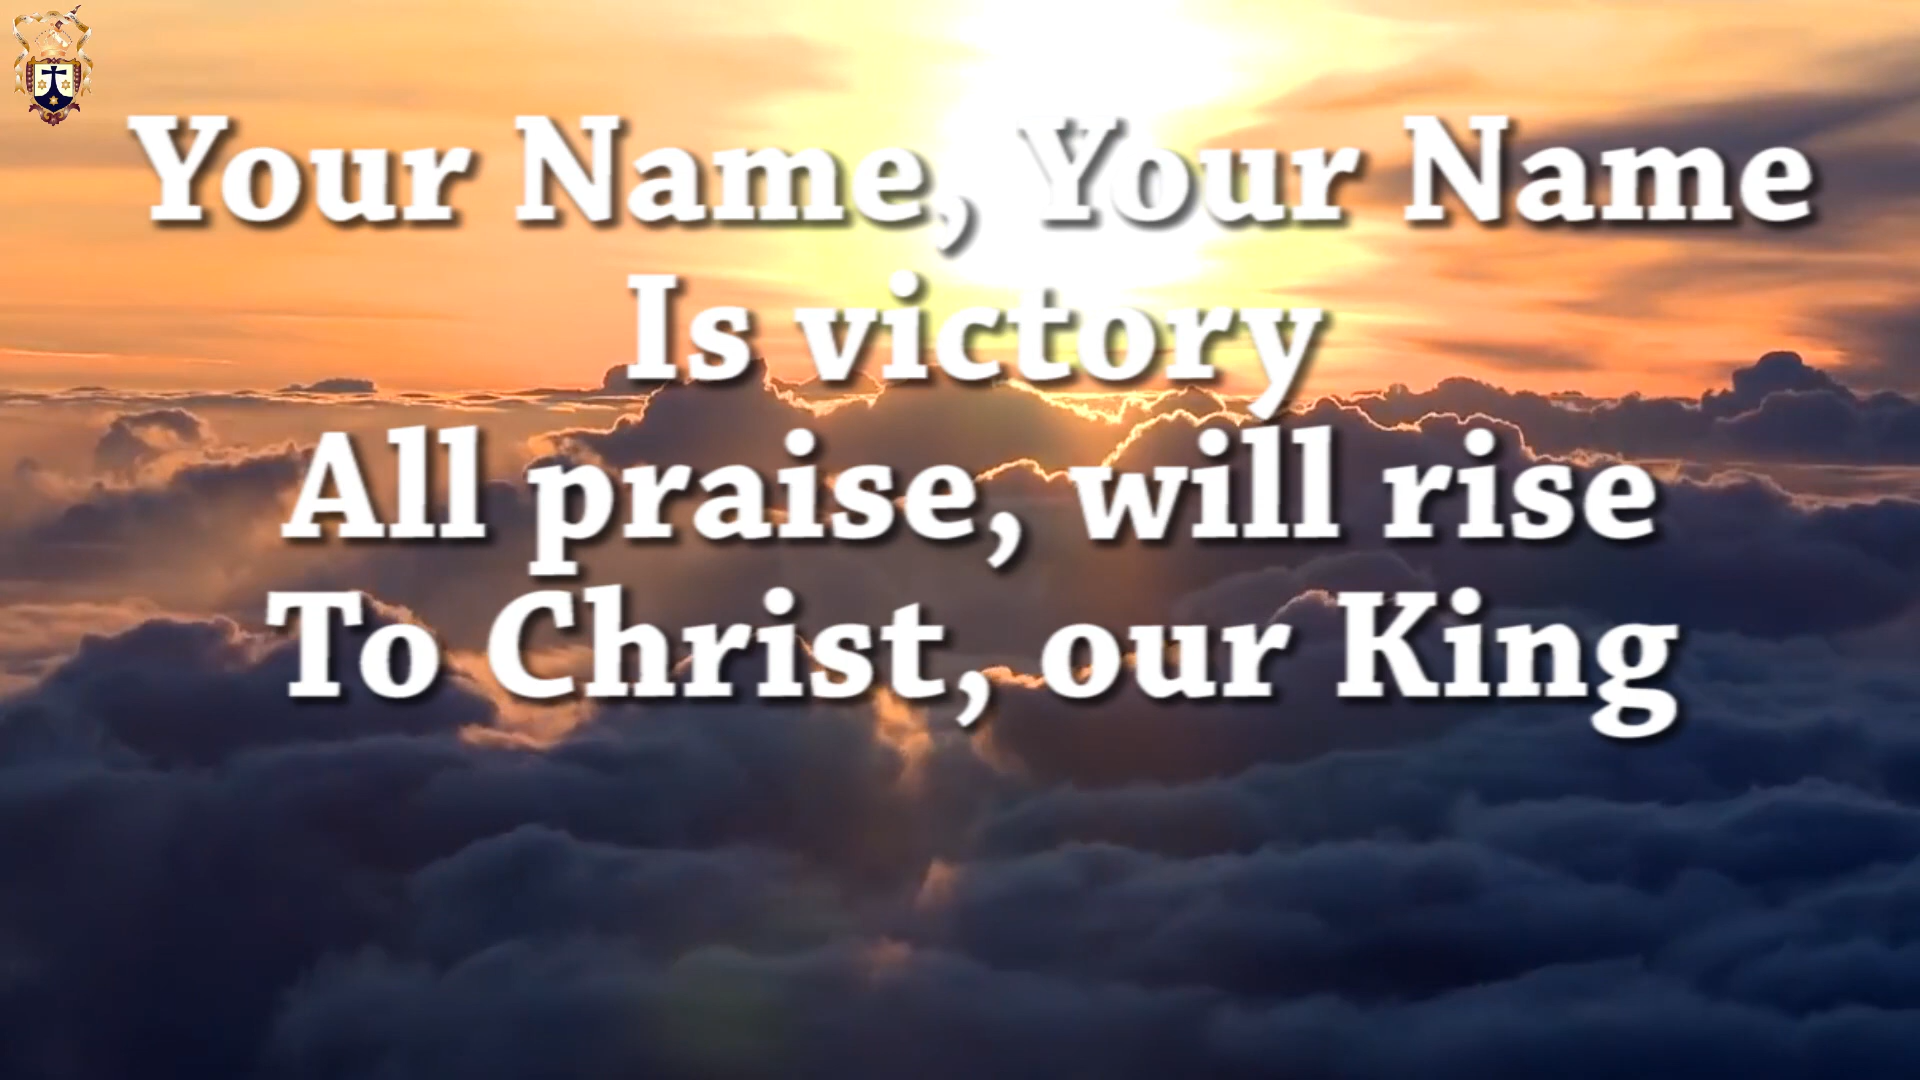 Your Name, Your Name
Is victory
All praise, will rise
To Christ, our King